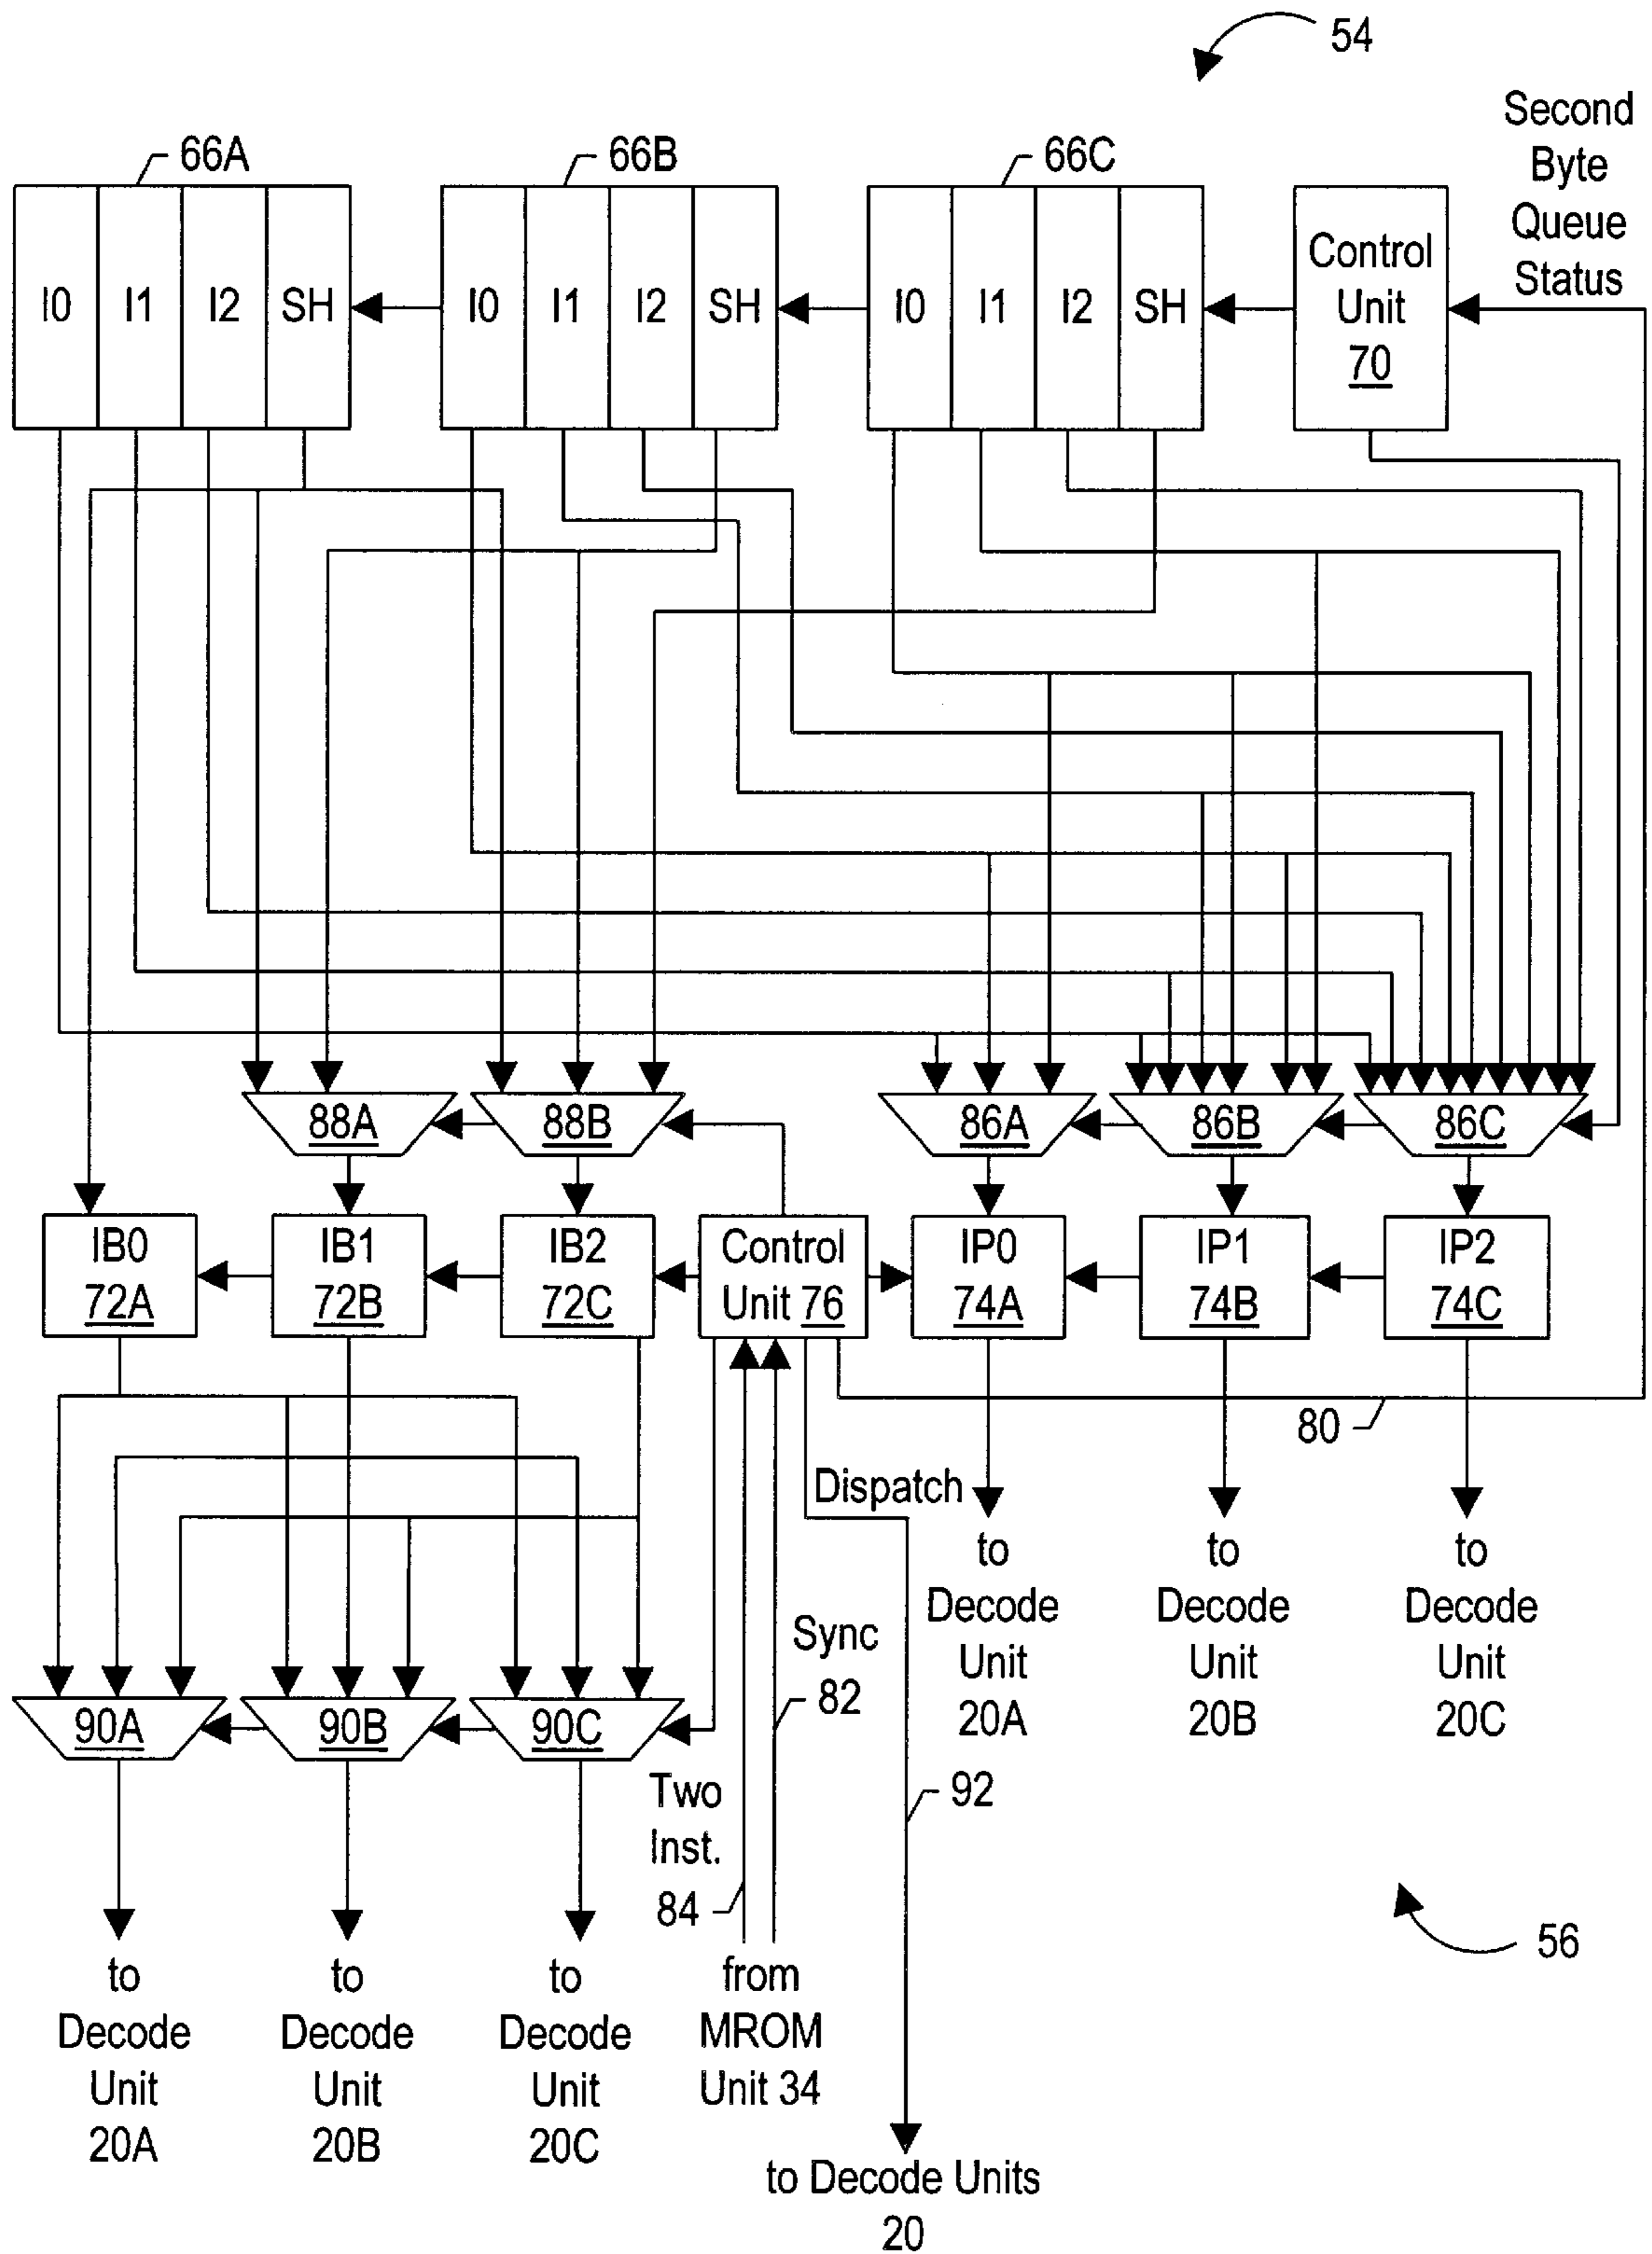 54
Second
Byte
Queue
Status
66A
66B
66C
I0 I1 I2 SH
I0 I1 I2 SH
I0 I1 I2 SH
Control
Unit
70
88A
88B
86A
86B
86C
IB0
72A
IB1
72B
IB2
72C
Control
Unit 76
IP0
74A
IP1
74B
IP2
74C
80
Dispatch
to
Decode
Unit
20A
to
Decode
Unit
20B
to
Decode
Unit
20C
Sync
82
90A
90B
90C
Two
Inst.
84
92
56
to
Decode
Unit
20A
to
Decode
Unit
20B
to
Decode
Unit
20C
from
MROM
Unit 34
to Decode Units
20